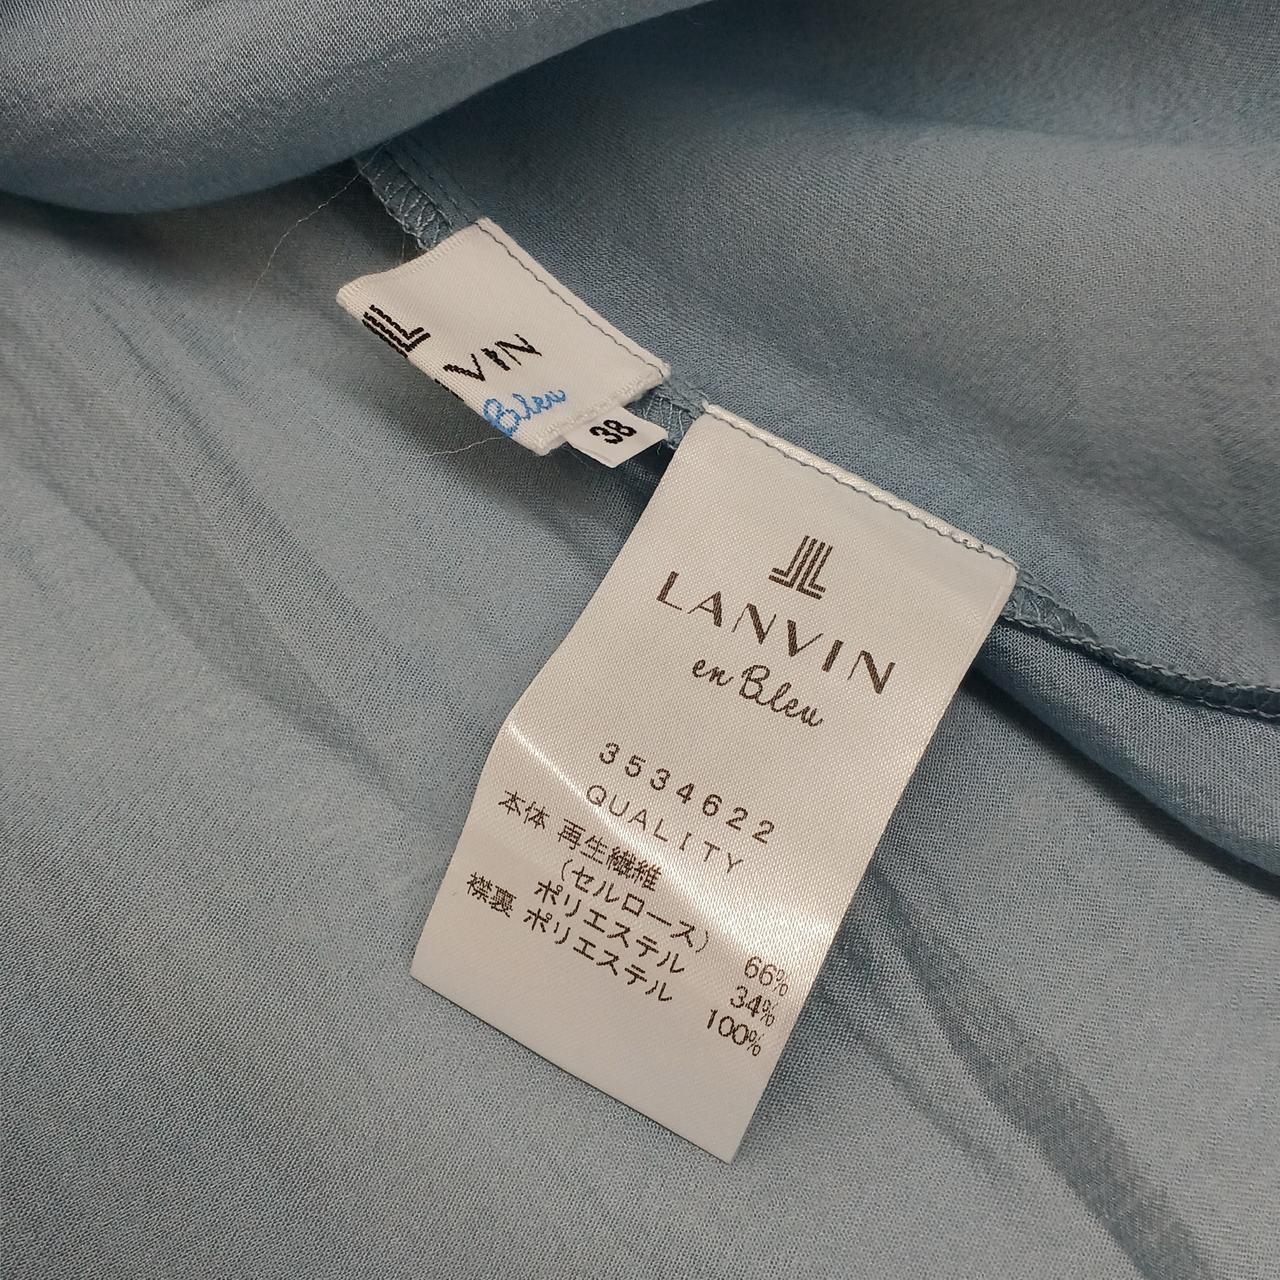 VIN
Bleu
38
LANVIN
en Bleu
3534622
QUALITY
本体 再生繊維
(セルロース) 66%
ポリエステル 34%
襟裏 ポリエステル 100%